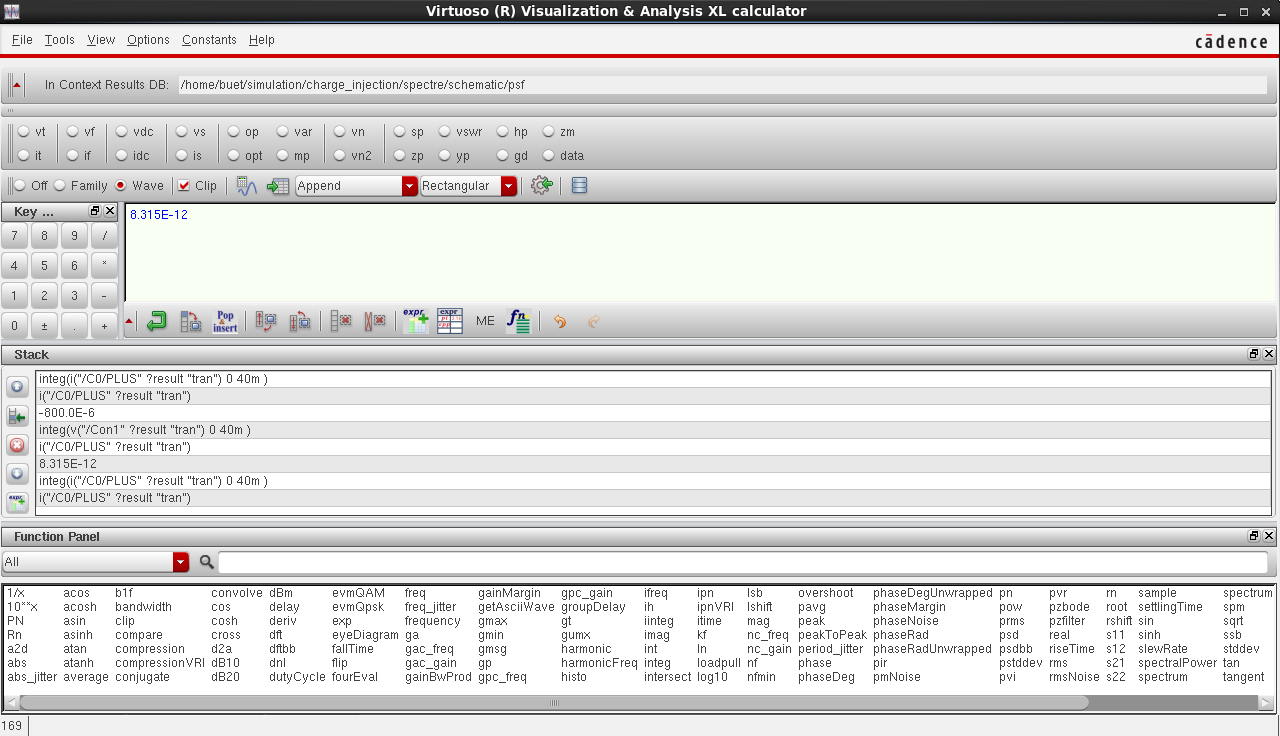 Virtuoso (R) Visualization & Analysis XL calculator
File Tools View Options Constants Help
cādence
In Context Results DB: /home/buet/simulation/charge_injection/spectre/schematic/psf
vt vf vdc vs op var vn sp vswr hp zm
it if idc is opt mp vn2 zp yp gd data
Off Family Wave Clip Append Rectangular
Key ...
8.315E-12
7 8 9 /
4 5 6 *
1 2 3 -
0 ± . +
Pop & insert expr expr ME fn
Stack
integ(i("/C0/PLUS" ?result "tran") 0 40m )
i("/C0/PLUS" ?result "tran")
-800.0E-6
integ(v("/Con1" ?result "tran") 0 40m )
i("/C0/PLUS" ?result "tran")
8.315E-12
integ(i("/C0/PLUS" ?result "tran") 0 40m )
i("/C0/PLUS" ?result "tran")
expr
Function Panel
All
1/x acos b1f convolve dBm evmQAM freq gainMargin gpc_gain ifreq ipn lsb overshoot phaseDegUnwrapped pn pvr rn sample spectrum
10**x acosh bandwidth cos delay evmQpsk freq_jitter getAsciiWave groupDelay ih ipnVRI lshift pavg phaseMargin pow pzbode root settlingTime spm
PN asin clip cosh deriv exp frequency gmax gt iinteg itime mag peak phaseNoise prms pzfilter rshift sin sqrt
Rn asinh compare cross dft eyeDiagram ga gmin gumx imag kf nc_freq peakToPeak phaseRad psd real s11 sinh ssb
a2d atan compression d2a dftbb fallTime gac_freq gmsg harmonic int ln nc_gain period_jitter phaseRadUnwrapped psdbb riseTime s12 slewRate stddev
abs atanh compressionVRI dB10 dnl flip gac_gain gp harmonicFreq integ loadpull nf phase pir pstddev rms s21 spectralPower tan
abs_jitter average conjugate dB20 dutyCycle fourEval gainBwProd gpc_freq histo intersect log10 nfmin phaseDeg pmNoise pvi rmsNoise s22 spectrum tangent
169